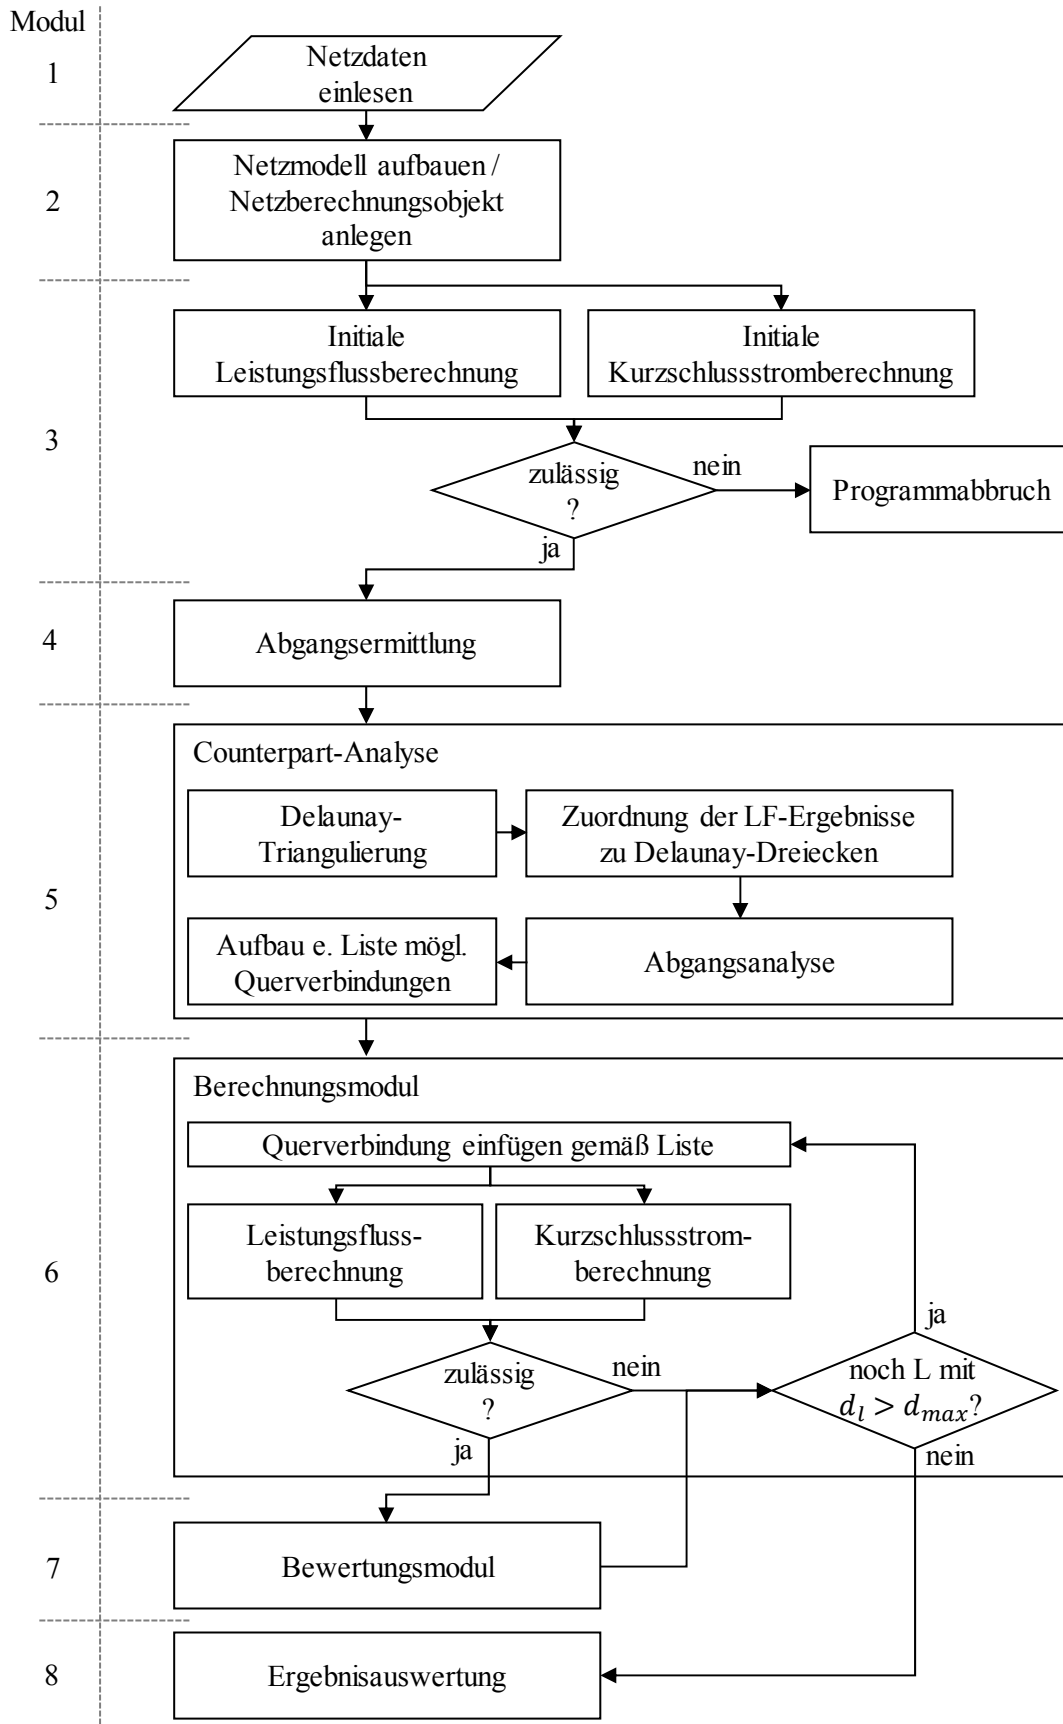 Modul
1
Netzdaten
einlesen
2
Netzmodell aufbauen /
Netzberechnungsobjekt
anlegen
3
Initiale
Leistungsflussberechnung
Initiale
Kurzschlussstromberechnung
zulässig
?
nein
Programmabbruch
ja
4
Abgangsermittlung
5
Counterpart-Analyse
Delaunay-
Triangulierung
Zuordnung der LF-Ergebnisse
zu Delaunay-Dreiecken
Aufbau e. Liste mögl.
Querverbindungen
Abgangsanalyse
6
Berechnungsmodul
Querverbindung einfügen gemäß Liste
Leistungsfluss-
berechnung
Kurzschlussstrom-
berechnung
zulässig
?
nein
ja
noch L mit
d_l > d_max?
ja
nein
7
Bewertungsmodul
8
Ergebnisauswertung